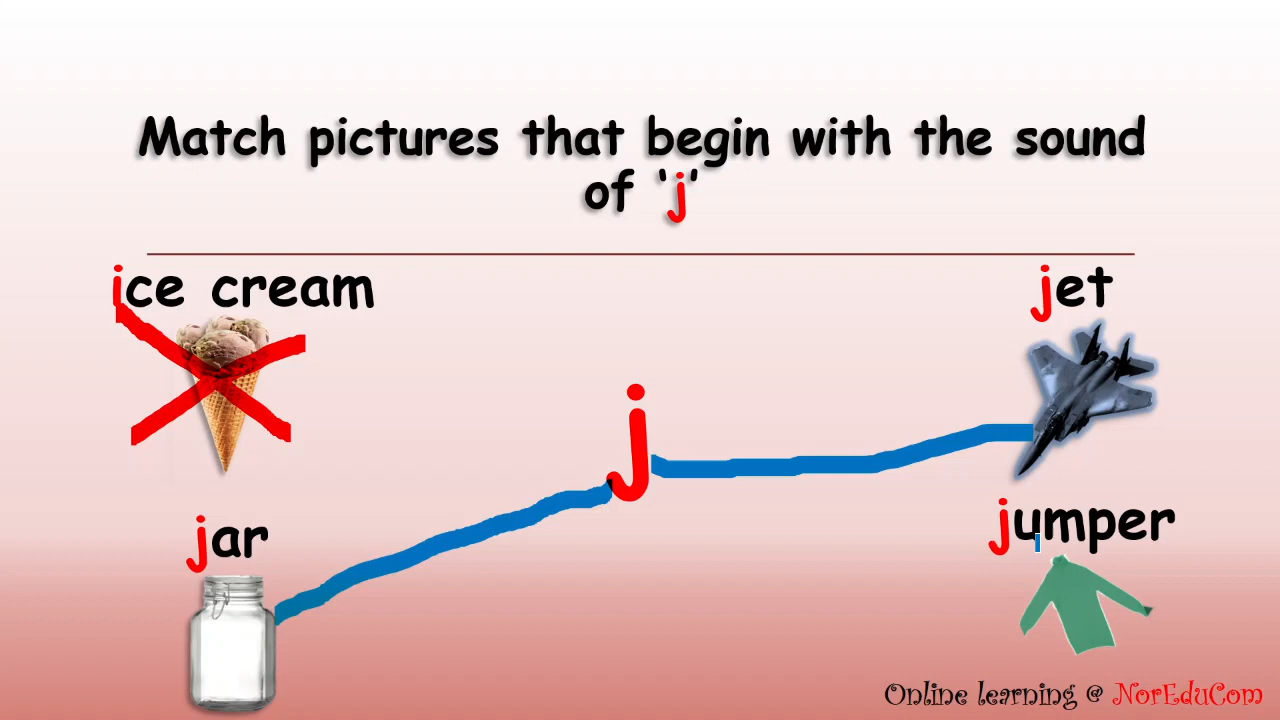 Match pictures that begin with the sound
of ‘j’
ice cream
jet
j
jar
jumper
Online learning @ NorEduCom